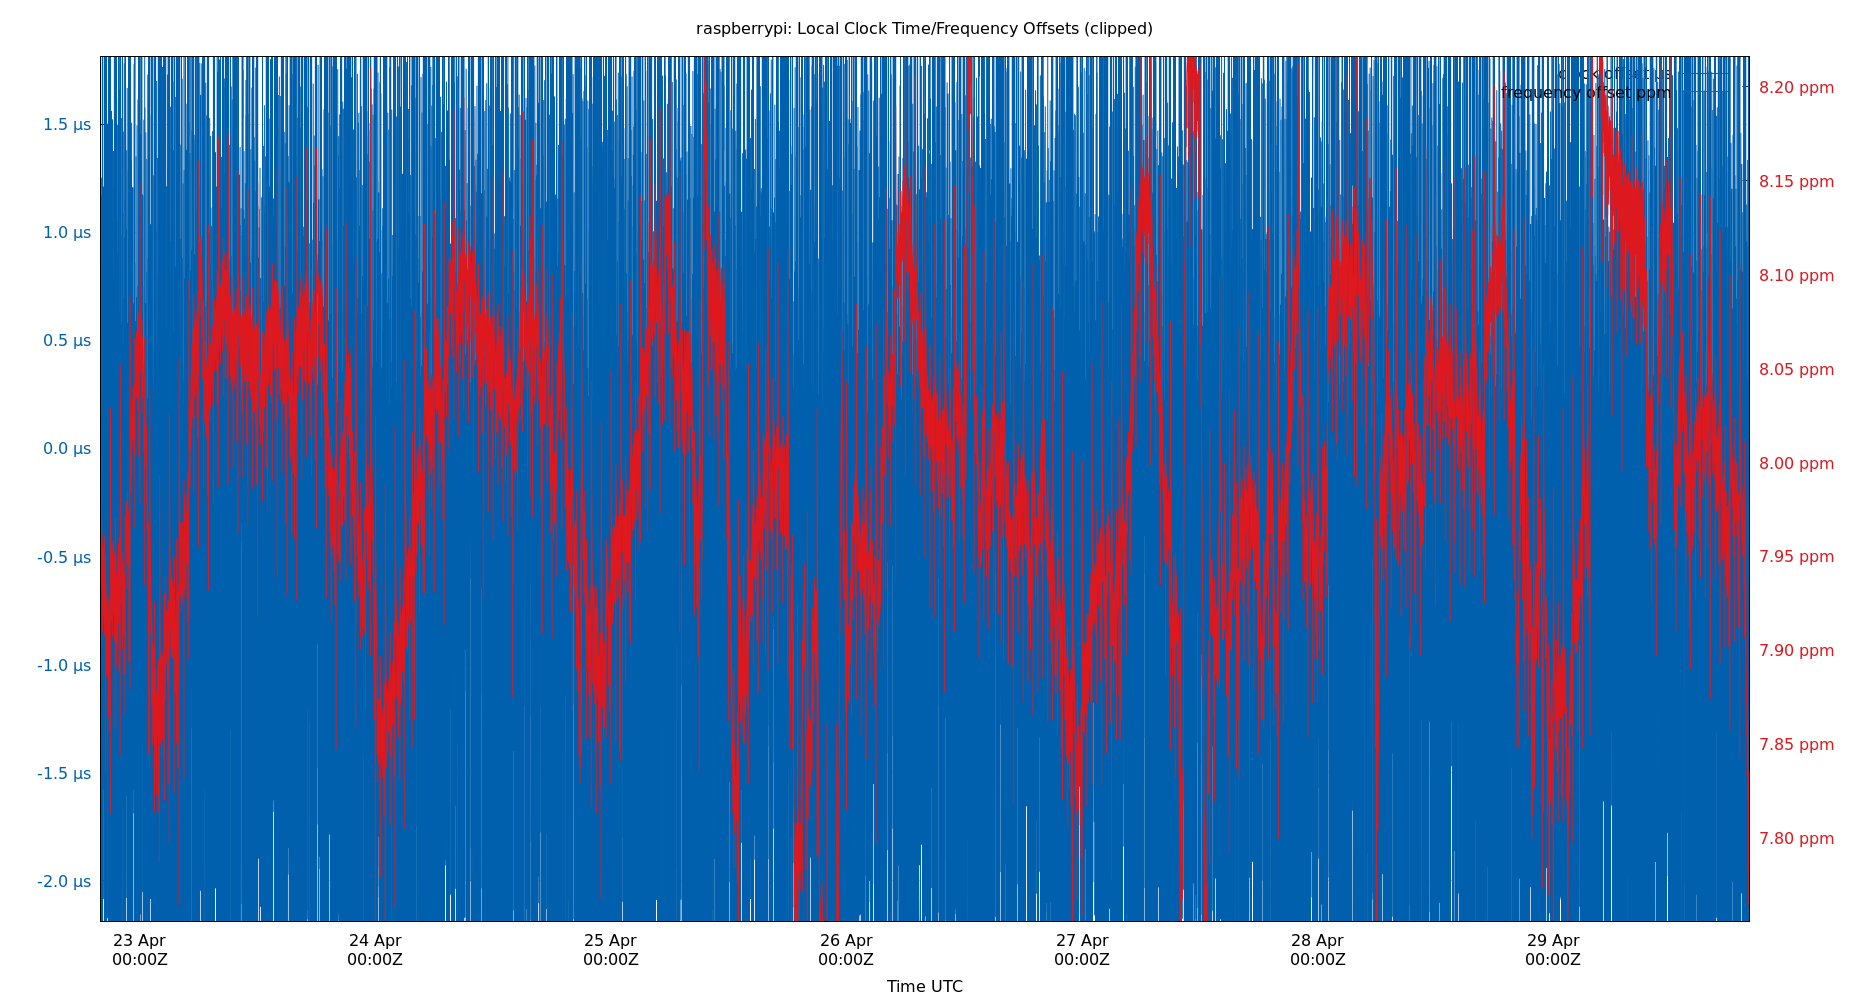 raspberrypi: Local Clock Time/Frequency Offsets (clipped)
clock offset µs
frequency offset ppm
1.5 µs
1.0 µs
0.5 µs
0.0 µs
-0.5 µs
-1.0 µs
-1.5 µs
-2.0 µs
8.20 ppm
8.15 ppm
8.10 ppm
8.05 ppm
8.00 ppm
7.95 ppm
7.90 ppm
7.85 ppm
7.80 ppm
23 Apr 24 Apr 25 Apr 26 Apr 27 Apr 28 Apr 29 Apr
00:00Z 00:00Z 00:00Z 00:00Z 00:00Z 00:00Z 00:00Z
Time UTC